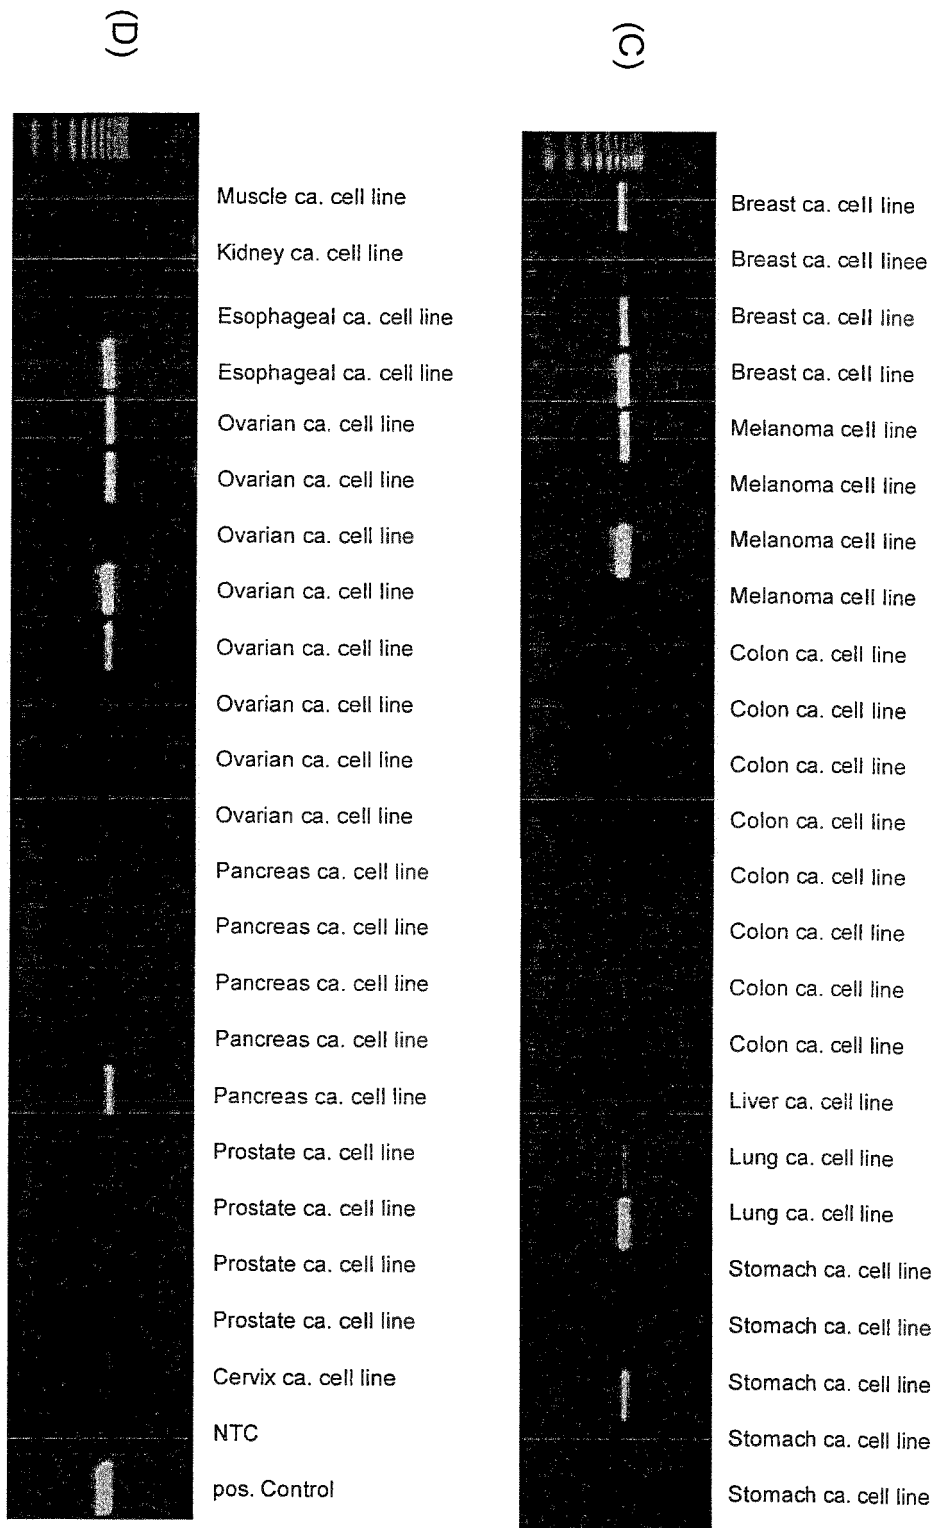 (D)
Muscle ca. cell line
Kidney ca. cell line
Esophageal ca. cell line
Esophageal ca. cell line
Ovarian ca. cell line
Ovarian ca. cell line
Ovarian ca. cell line
Ovarian ca. cell line
Ovarian ca. cell line
Ovarian ca. cell line
Ovarian ca. cell line
Ovarian ca. cell line
Pancreas ca. cell line
Pancreas ca. cell line
Pancreas ca. cell line
Pancreas ca. cell line
Pancreas ca. cell line
Prostate ca. cell line
Prostate ca. cell line
Prostate ca. cell line
Prostate ca. cell line
Cervix ca. cell line
NTC
pos. Control
(C)
Breast ca. cell line
Breast ca. cell linee
Breast ca. cell line
Breast ca. cell line
Melanoma cell line
Melanoma cell line
Melanoma cell line
Melanoma cell line
Colon ca. cell line
Colon ca. cell line
Colon ca. cell line
Colon ca. cell line
Colon ca. cell line
Colon ca. cell line
Colon ca. cell line
Colon ca. cell line
Liver ca. cell line
Lung ca. cell line
Lung ca. cell line
Stomach ca. cell line
Stomach ca. cell line
Stomach ca. cell line
Stomach ca. cell line
Stomach ca. cell line